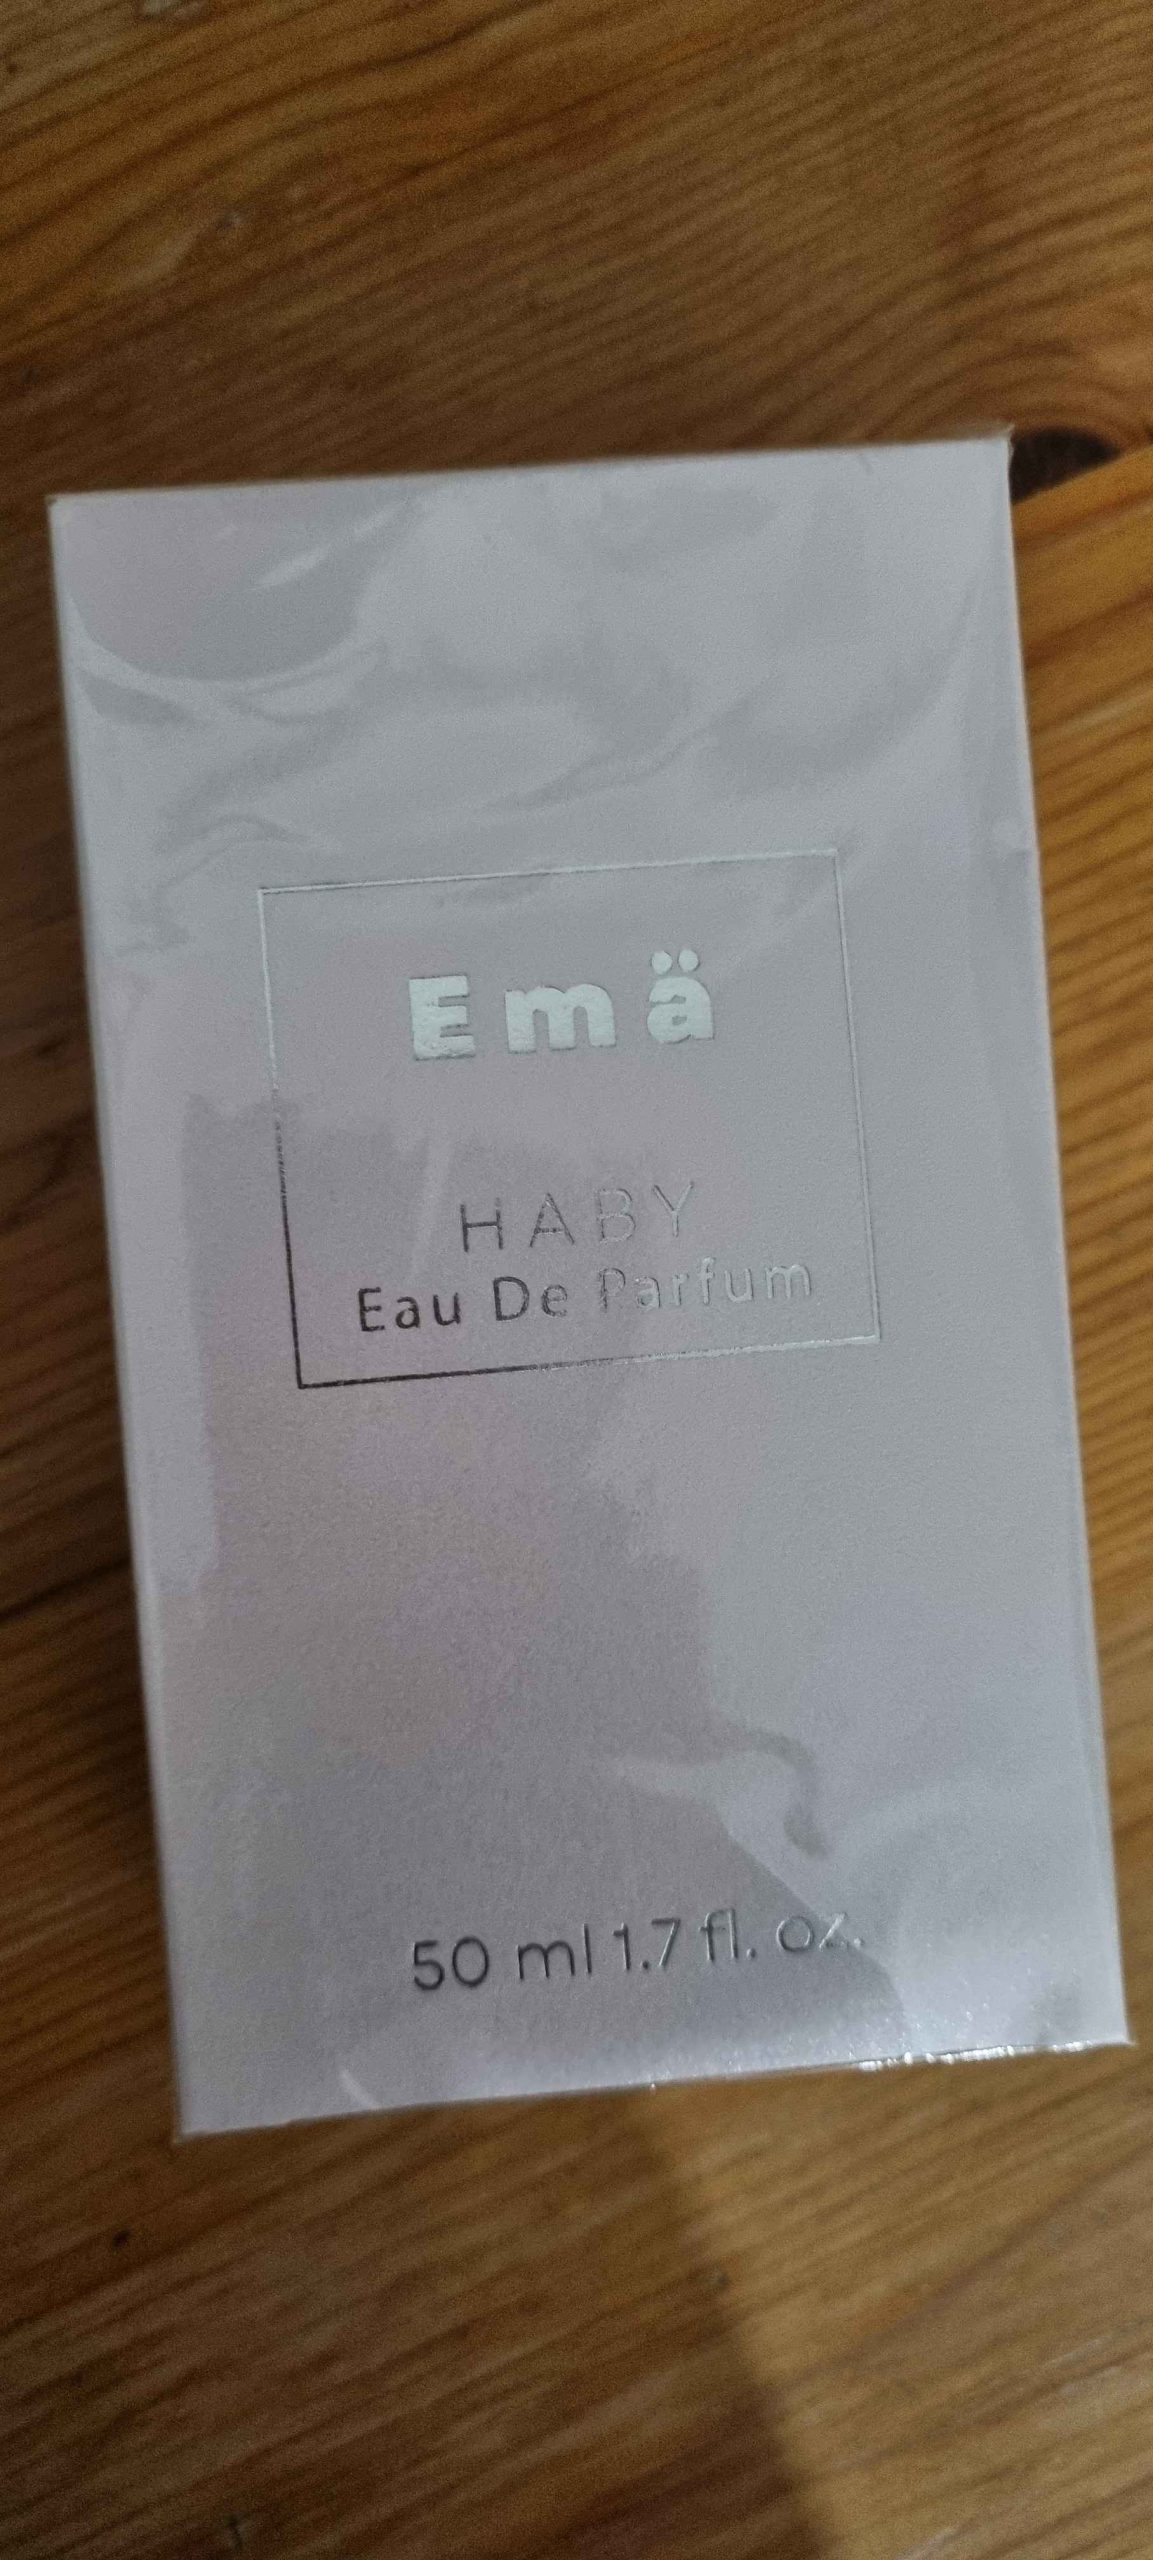 Emä
HABY
Eau De Parfum
50 ml 1.7 fl. oz.